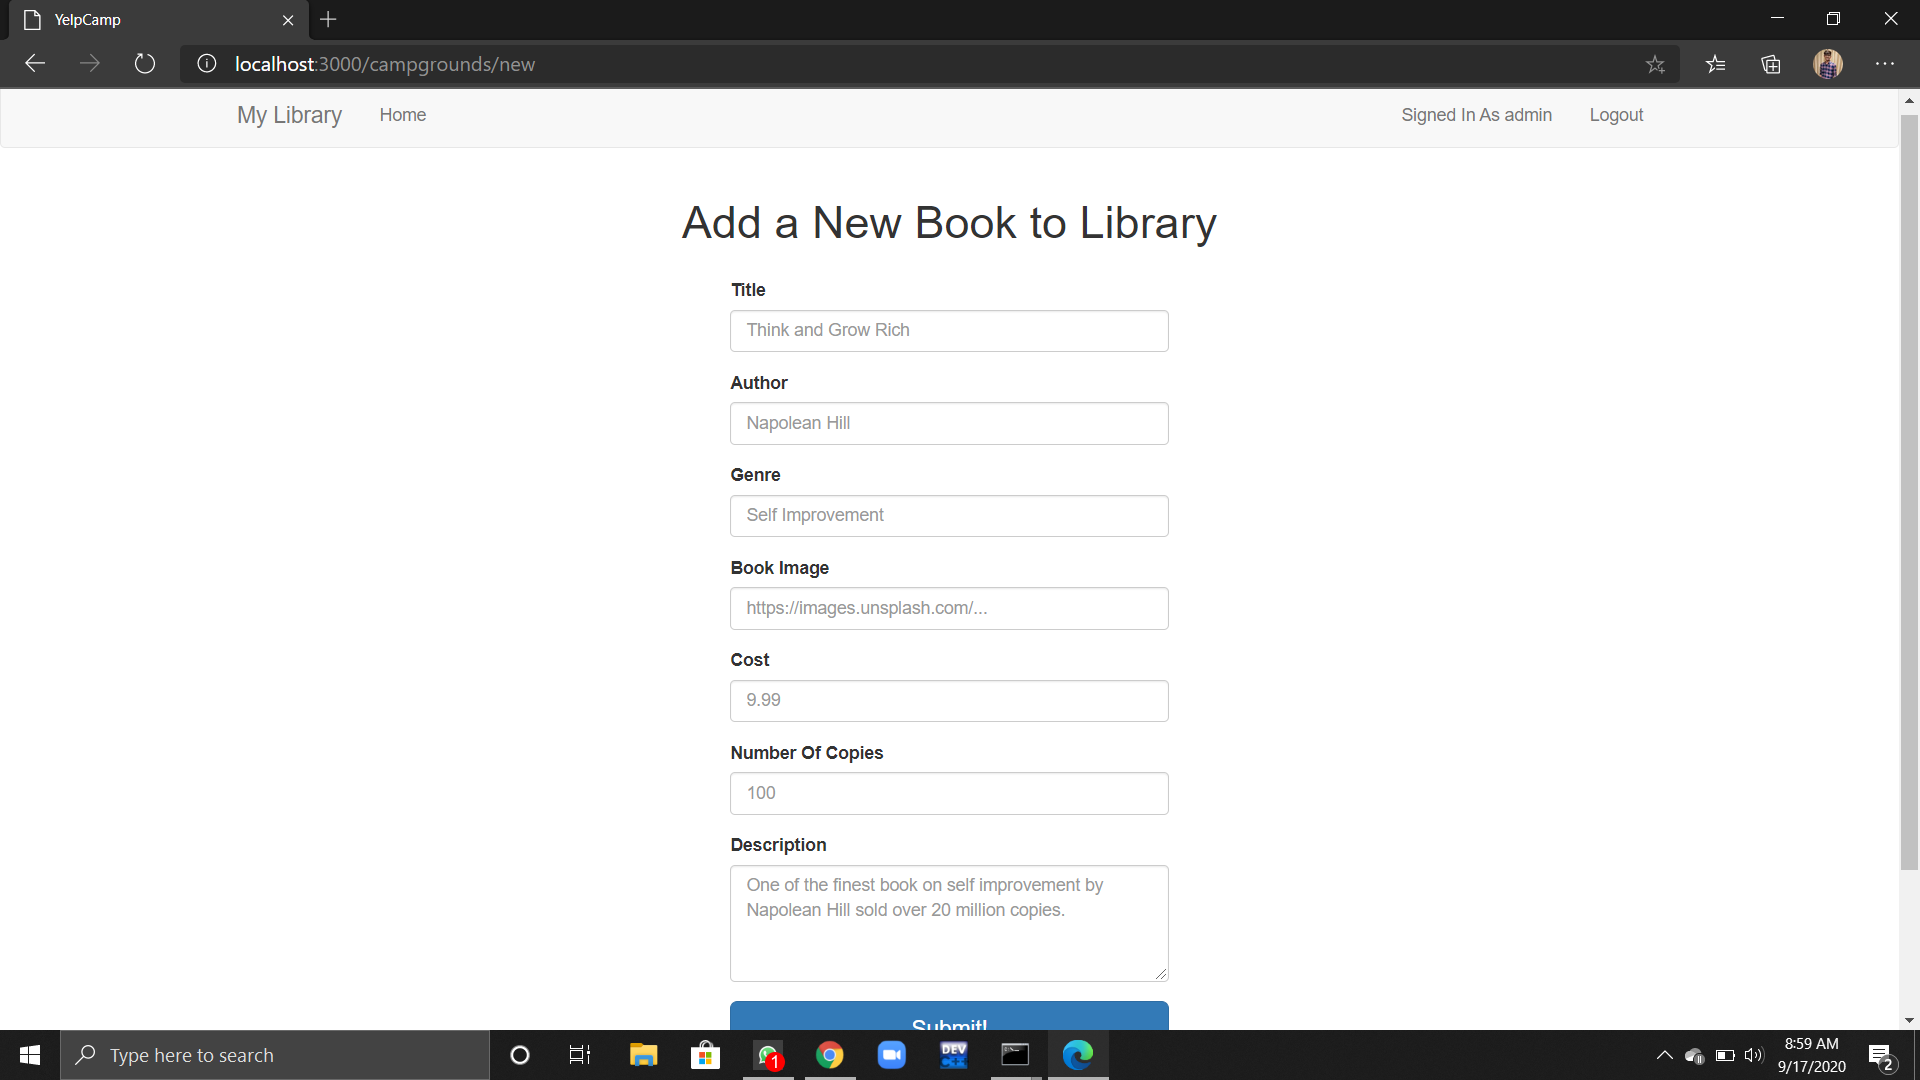 YelpCamp
localhost:3000/campgrounds/new
My Library Home Signed In As admin Logout
Add a New Book to Library
Title
Think and Grow Rich
Author
Napolean Hill
Genre
Self Improvement
Book Image
https://images.unsplash.com/...
Cost
9.99
Number Of Copies
100
Description
One of the finest book on self improvement by
Napolean Hill sold over 20 million copies.
Submit!
Type here to search
1
DEV
C++
8:59 AM
9/17/2020
2